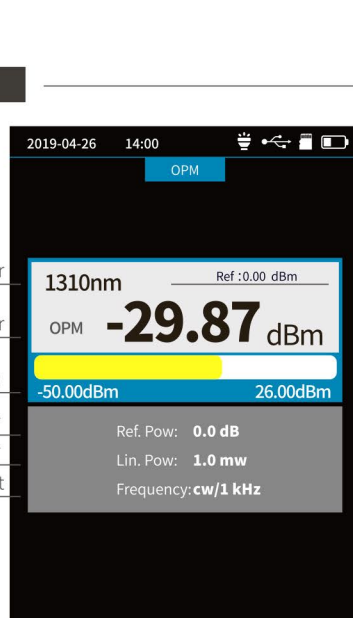 2019-04-26 14:00
OPM
1310nm
Ref :0.00 dBm
OPM -29.87 dBm
-50.00dBm 26.00dBm
Ref. Pow: 0.0 dB
Lin. Pow: 1.0 mw
Frequency: cw/1 kHz